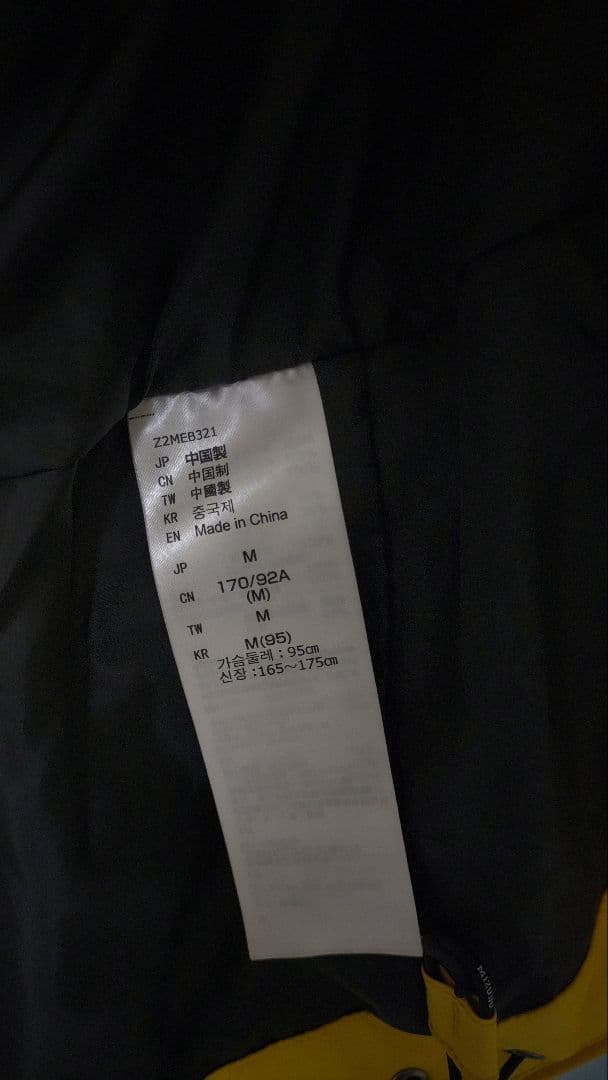 Z2MEB321
JP 中国製
CN 中国制
TW 中國製
KR 중국제
EN Made in China
JP M
CN 170/92A
(M)
TW M
KR M(95)
가슴둘레 : 95㎝
신장 :165～175㎝